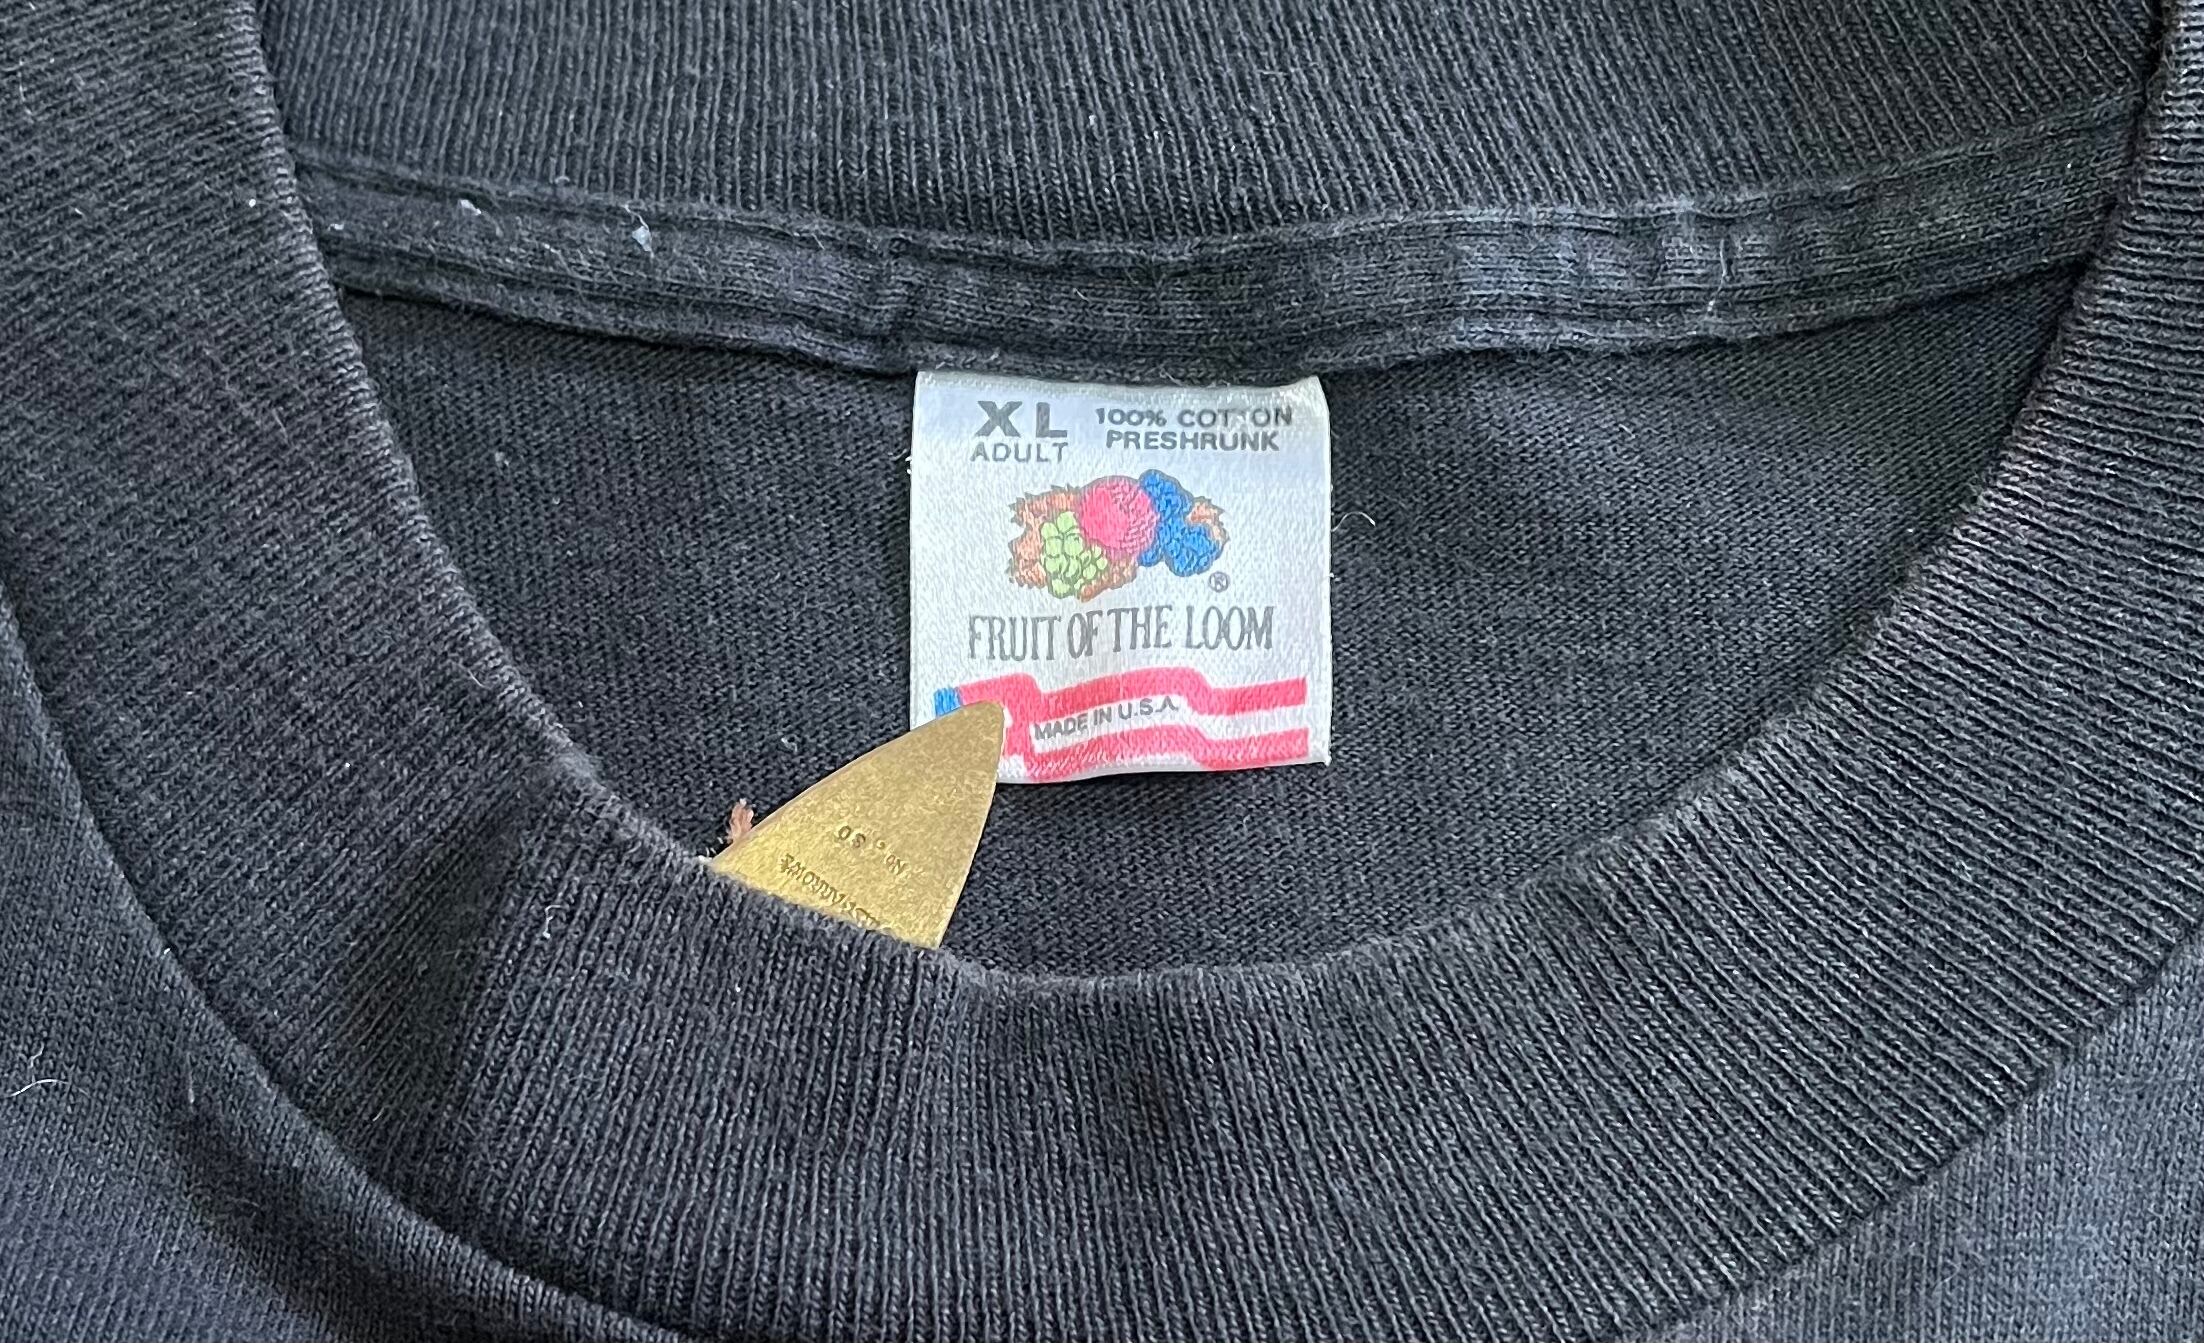 XL
ADULT
100% COTTON
PRESHRUNK
®
FRUIT OF THE LOOM
MADE IN U.S.A.